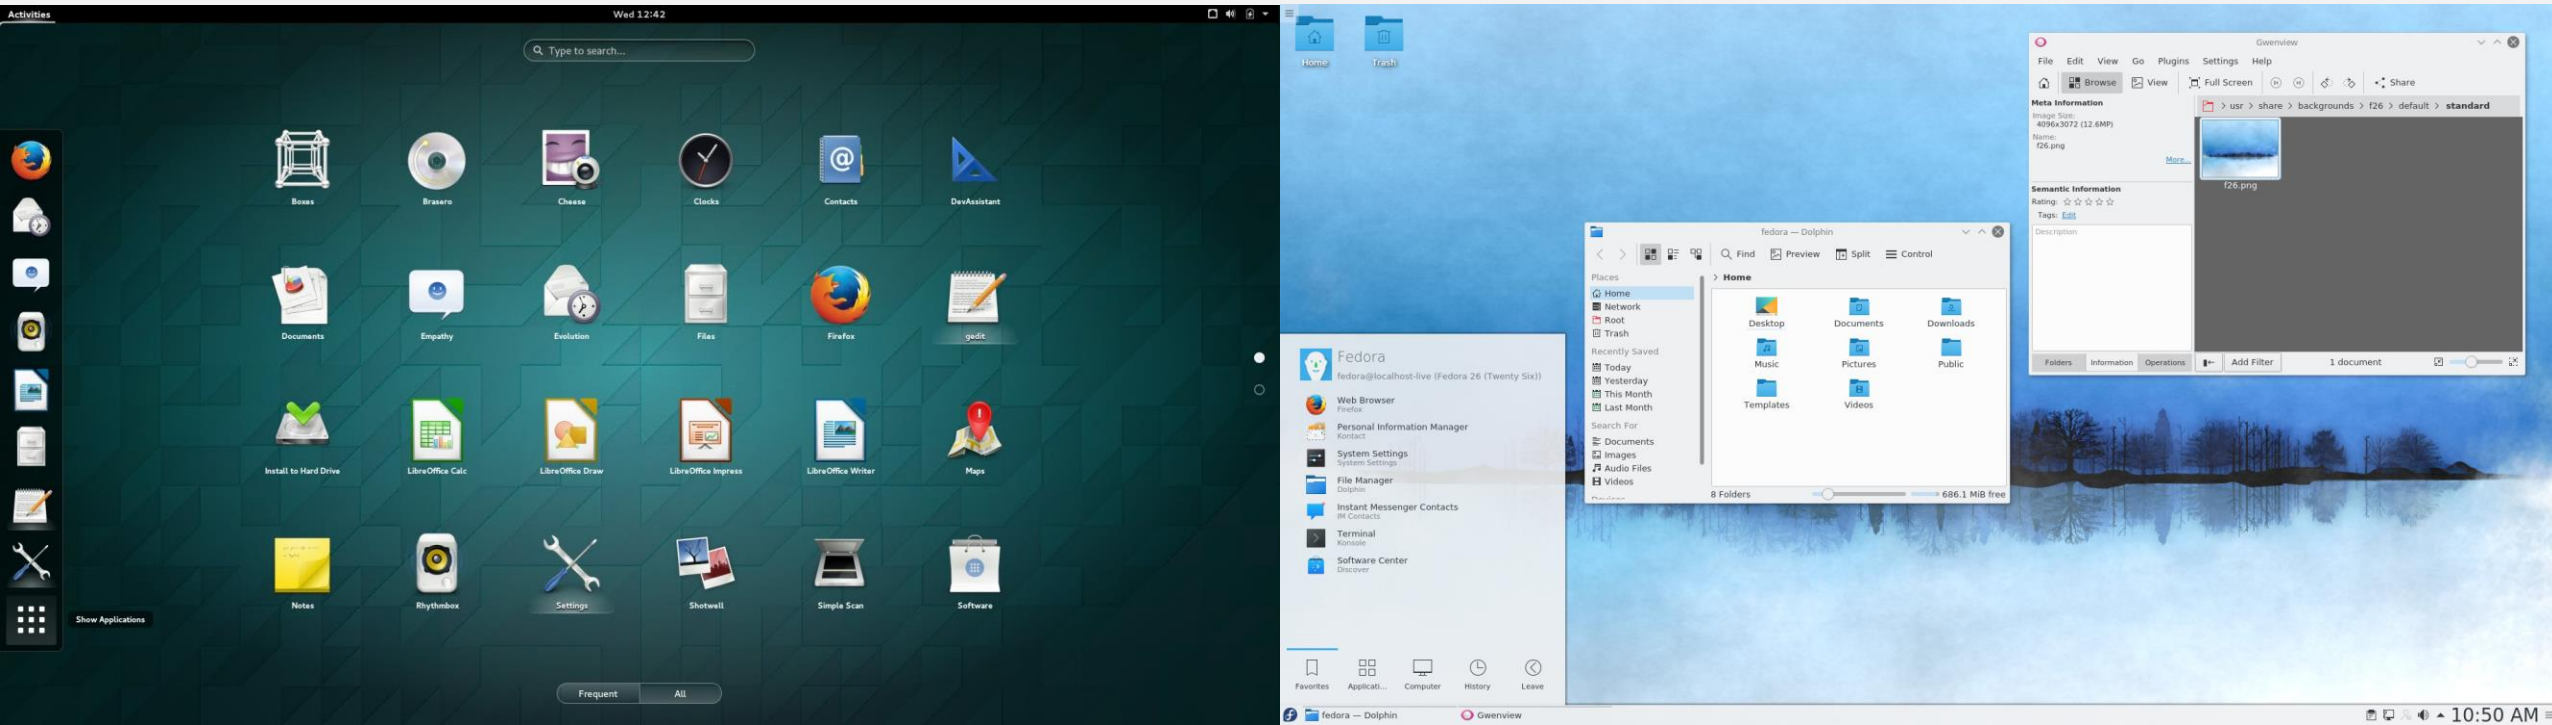 Activities
Wed 12:42
Type to search...
Boxes
Brasero
Cheese
Clocks
Contacts
DevAssistant
Documents
Empathy
Evolution
Files
Firefox
gedit
Install to Hard Drive
LibreOffice Calc
LibreOffice Draw
LibreOffice Impress
LibreOffice Writer
Maps
Notes
Rhythmbox
Settings
Shotwell
Simple Scan
Software
Show Applications
Frequent
All
Home
Trash
Fedora
fedora@localhost-live (Fedora 26 (Twenty Six))
Web Browser
Firefox
Personal Information Manager
Kontact
System Settings
System Settings
File Manager
Dolphin
Instant Messenger Contacts
IM Contacts
Terminal
Konsole
Software Center
Discover
Favorites
Applicati...
Computer
History
Leave
fedora — Dolphin
Find
Preview
Split
Control
Places
Home
Network
Root
Trash
Recently Saved
Today
Yesterday
This Month
Last Month
Search For
Documents
Images
Audio Files
Videos
> Home
Desktop
Documents
Downloads
Music
Pictures
Public
Templates
Videos
8 Folders
686.1 MiB free
Gwenview
File Edit View Go Plugins Settings Help
Browse
View
Full Screen
Share
Meta Information
Image Size:
4096x3072 (12.6MP)
Name:
f26.png
More...
Semantic Information
Rating:
Tags: Edit
Description
> usr > share > backgrounds > f26 > default > standard
f26.png
Folders
Information
Operations
Add Filter
1 document
fedora — Dolphin
Gwenview
10:50 AM